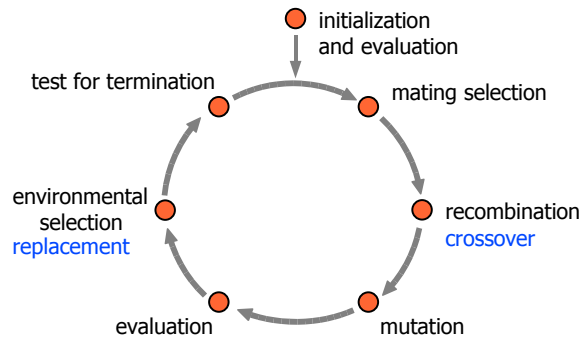 initialization
and evaluation
test for termination
mating selection
environmental
selection
replacement
recombination
crossover
evaluation
mutation